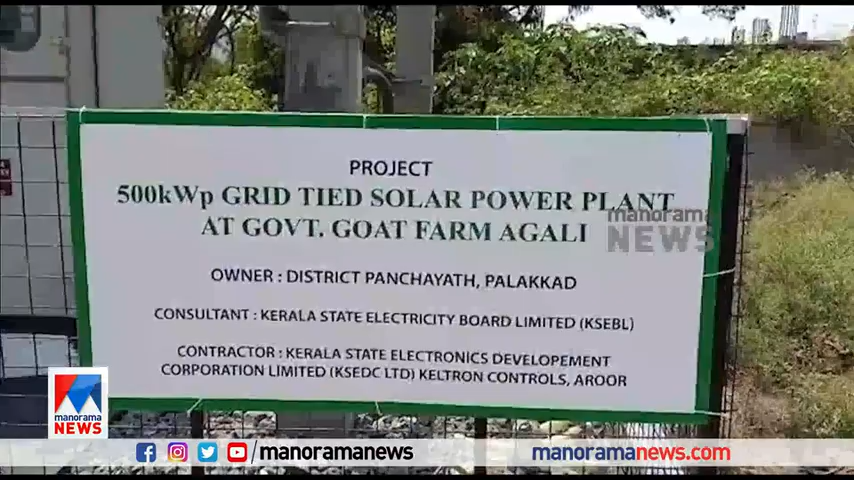 PROJECT
500kWp GRID TIED SOLAR POWER PLANT
AT GOVT. GOAT FARM AGALI
manorama
NEWS
OWNER : DISTRICT PANCHAYATH, PALAKKAD
CONSULTANT : KERALA STATE ELECTRICITY BOARD LIMITED (KSEBL)
CONTRACTOR : KERALA STATE ELECTRONICS DEVELOPEMENT
CORPORATION LIMITED (KSEDC LTD) KELTRON CONTROLS, AROOR
manorama
NEWS
/manoramanews
manoramanews.com